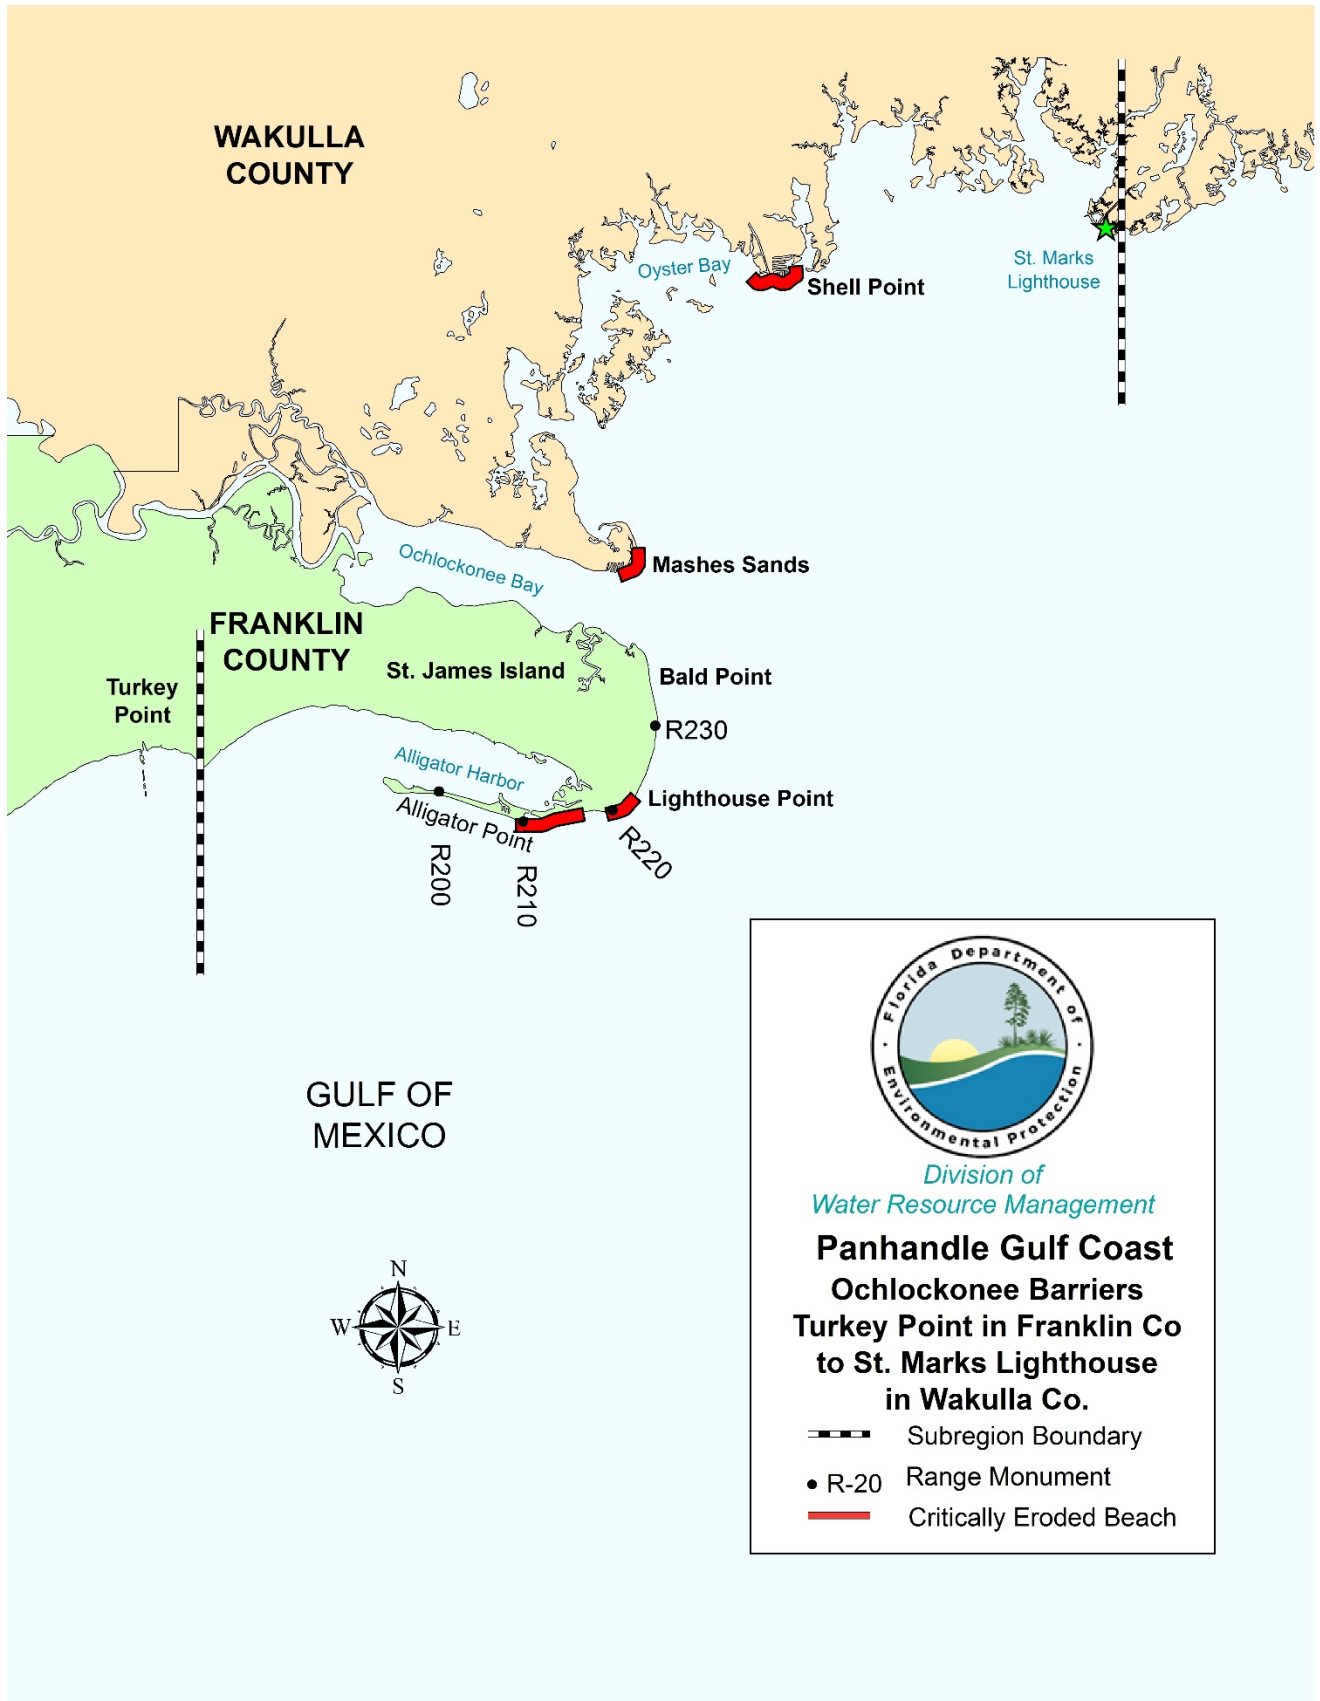 WAKULLA
COUNTY
Oyster Bay
Shell Point
St. Marks
Lighthouse
Ochlockonee Bay
Mashes Sands
FRANKLIN
COUNTY
St. James Island
Bald Point
Turkey
Point
R230
Alligator Harbor
Lighthouse Point
Alligator Point
R200
R210
R220
GULF OF
MEXICO
N
W
E
S
Florida Department of
Environmental Protection
Division of
Water Resource Management
Panhandle Gulf Coast
Ochlockonee Barriers
Turkey Point in Franklin Co
to St. Marks Lighthouse
in Wakulla Co.
Subregion Boundary
R-20 Range Monument
Critically Eroded Beach